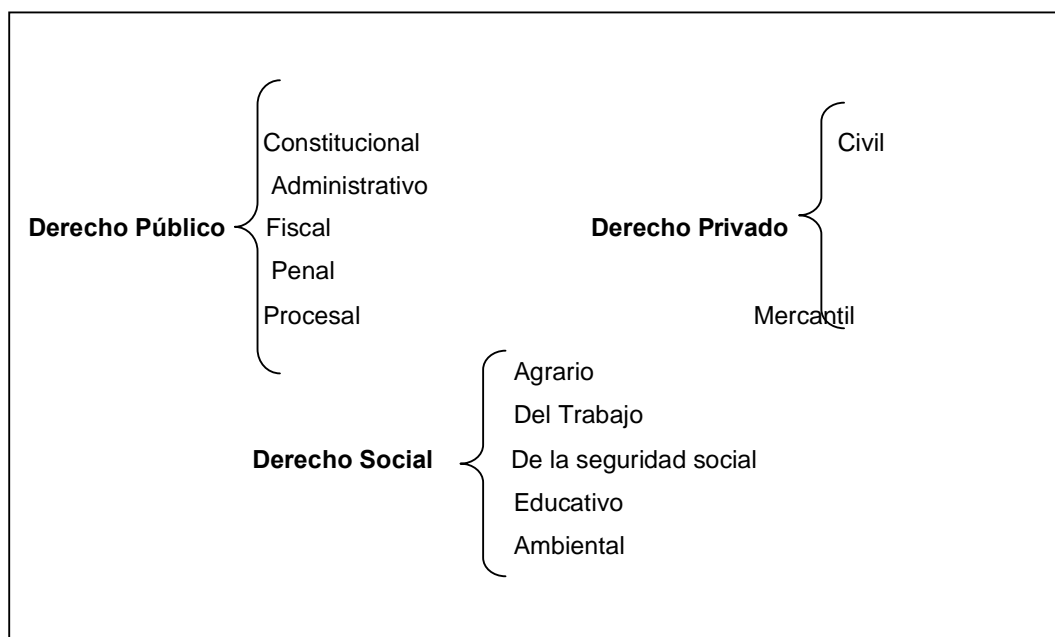 Constitucional
Administrativo
Derecho Público
Fiscal
Penal
Procesal
Civil
Derecho Privado
Mercantil
Agrario
Del Trabajo
Derecho Social
De la seguridad social
Educativo
Ambiental